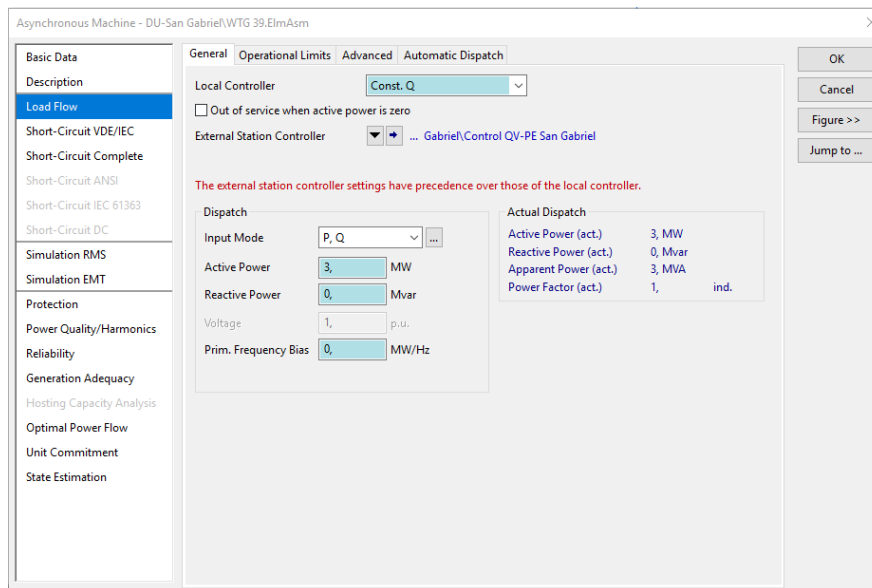 Asynchronous Machine - DU-San Gabriel\WTG 39.ElmAsm
Basic Data
Description
Load Flow
Short-Circuit VDE/IEC
Short-Circuit Complete
Short-Circuit ANSI
Short-Circuit IEC 61363
Short-Circuit DC
Simulation RMS
Simulation EMT
Protection
Power Quality/Harmonics
Reliability
Generation Adequacy
Hosting Capacity Analysis
Optimal Power Flow
Unit Commitment
State Estimation
General Operational Limits Advanced Automatic Dispatch
Local Controller Const. Q
Out of service when active power is zero
External Station Controller ... Gabriel\Control QV-PE San Gabriel
The external station controller settings have precedence over those of the local controller.
Dispatch
Input Mode P, Q ...
Active Power 3, MW
Reactive Power 0, Mvar
Voltage 1, p.u.
Prim. Frequency Bias 0, MW/Hz
Actual Dispatch
Active Power (act.) 3, MW
Reactive Power (act.) 0, Mvar
Apparent Power (act.) 3, MVA
Power Factor (act.) 1, ind.
OK
Cancel
Figure >>
Jump to ...